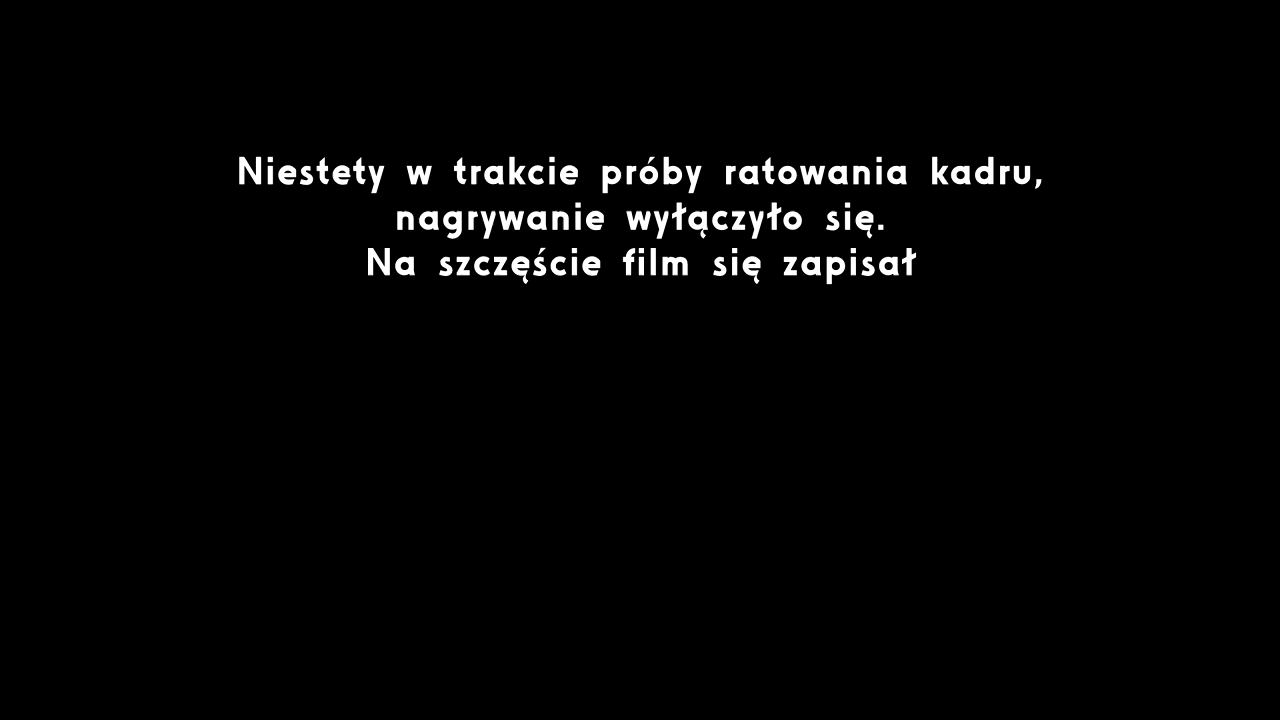 Niestety w trakcie próby ratowania kadru,
nagrywanie wyłączyło się.
Na szczęście film się zapisał